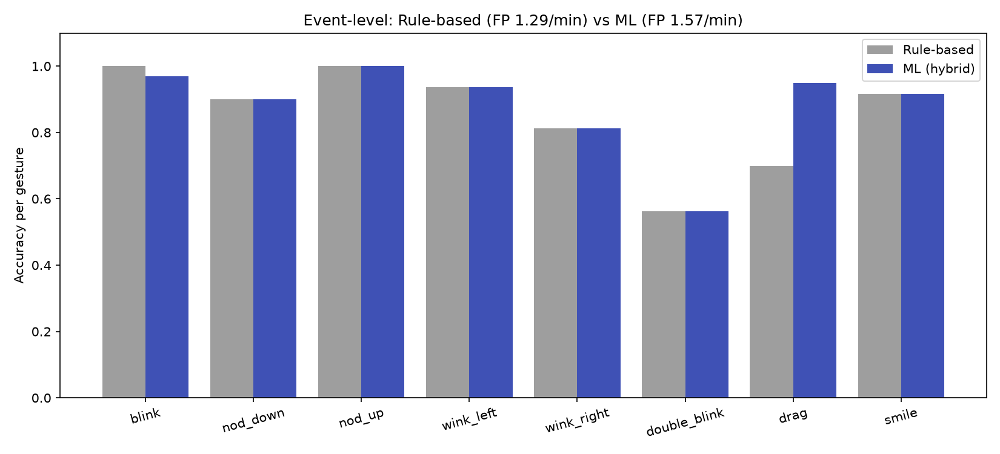 Event-level: Rule-based (FP 1.29/min) vs ML (FP 1.57/min)
Rule-based
ML (hybrid)
Accuracy per gesture
1.0
0.8
0.6
0.4
0.2
0.0
blink
nod_down
nod_up
wink_left
wink_right
double_blink
drag
smile